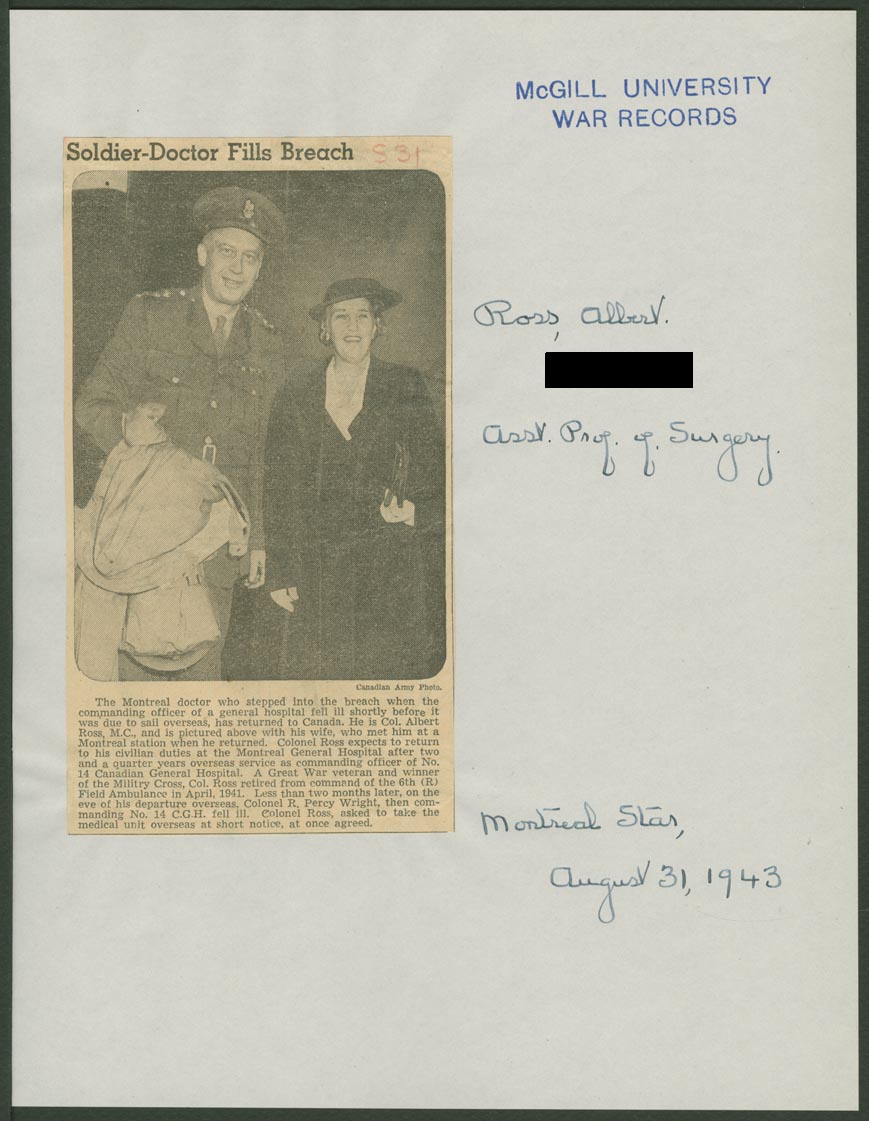 McGILL UNIVERSITY
WAR RECORDS
Soldier-Doctor Fills Breach
S 31
Ross, Albert.
Asst. Prof. of. Surgery.
Canadian Army Photo.
The Montreal doctor who stepped into the breach when the
commanding officer of a general hospital fell ill shortly before it
was due to sail overseas, has returned to Canada. He is Col. Albert
Ross, M.C., and is pictured above with his wife, who met him at a
Montreal station when he returned. Colonel Ross expects to return
to his civilian duties at the Montreal General Hospital after two
and a quarter years overseas service as commanding officer of No.
14 Canadian General Hospital. A Great War veteran and winner
of the Militry Cross, Col. Ross retired from command of the 6th (R)
Field Ambulance in April, 1941. Less than two months later, on the
eve of his departure overseas, Colonel R. Percy Wright, then com-
manding No. 14 C.G.H. fell ill. Colonel Ross, asked to take the
medical unit overseas at short notice, at once agreed.
Montreal Star,
August 31, 1943